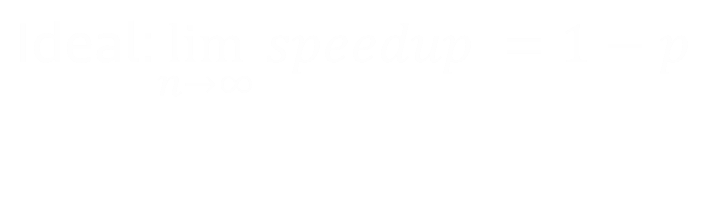 Ideal: lim speedup = 1 − p
n→∞